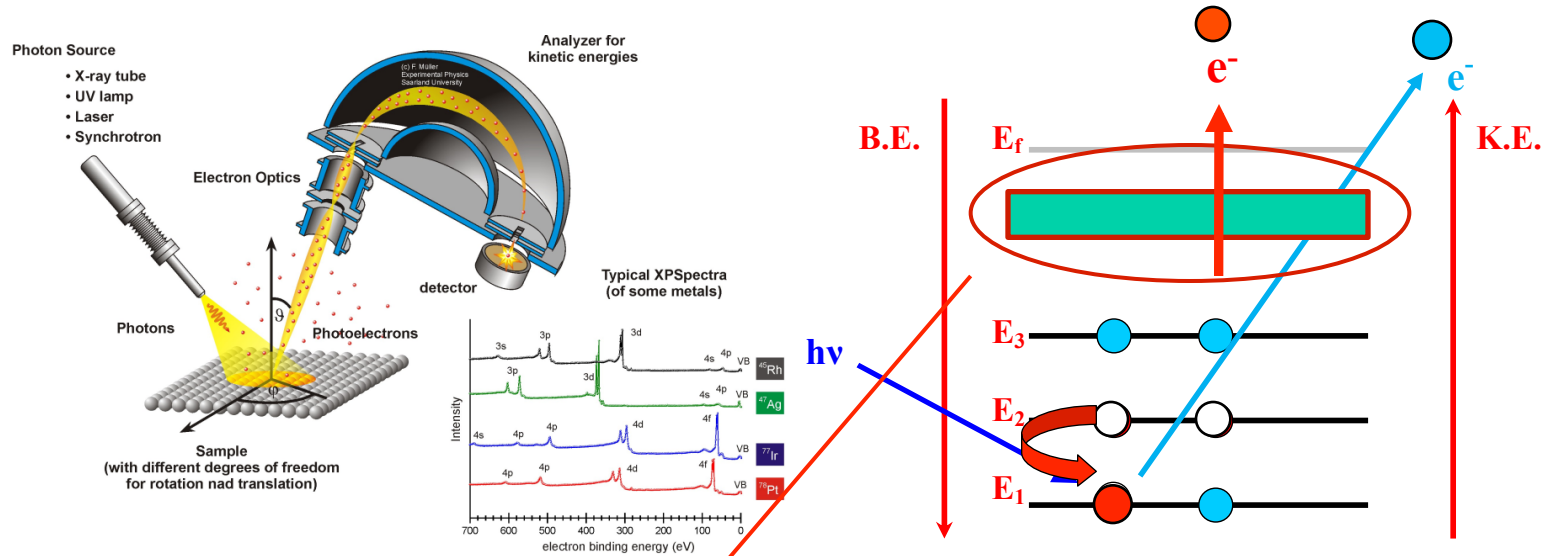 Photon Source
• X-ray tube
• UV lamp
• Laser
• Synchrotron
Analyzer for
kinetic energies
(c) F. Müller
Experimental Physics
Saarland University
Electron Optics
detector
Photons
ϑ
Photoelectrons
φ
Sample
(with different degrees of freedom
for rotation nad translation)
Typical XPSpectra
(of some metals)
3s 3p 3d 4s 4p VB 45Rh
3p 3d 4s 4p VB 47Ag
4s 4p 4p 4d 4f VB 77Ir
4p 4p 4d 4f VB 78Pt
Intensity
700 600 500 400 300 200 100 0
electron binding energy (eV)
e-
e-
B.E.
Ef
K.E.
E3
hν
E2
E1